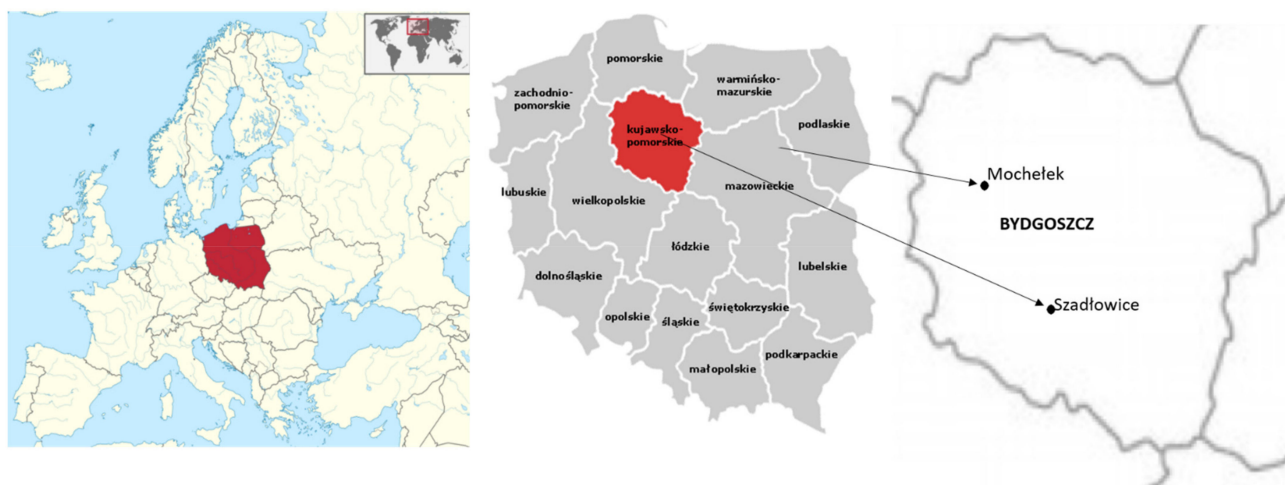 pomorskie
warmińsko-
mazurskie
zachodnio-
pomorskie
podlaskie
kujawsko-
pomorskie
mazowieckie
lubuskie
wielkopolskie
łódzkie
lubelskie
dolnośląskie
świętokrzyskie
opolskie
śląskie
podkarpackie
małopolskie
Mochełek
BYDGOSZCZ
Szadłowice